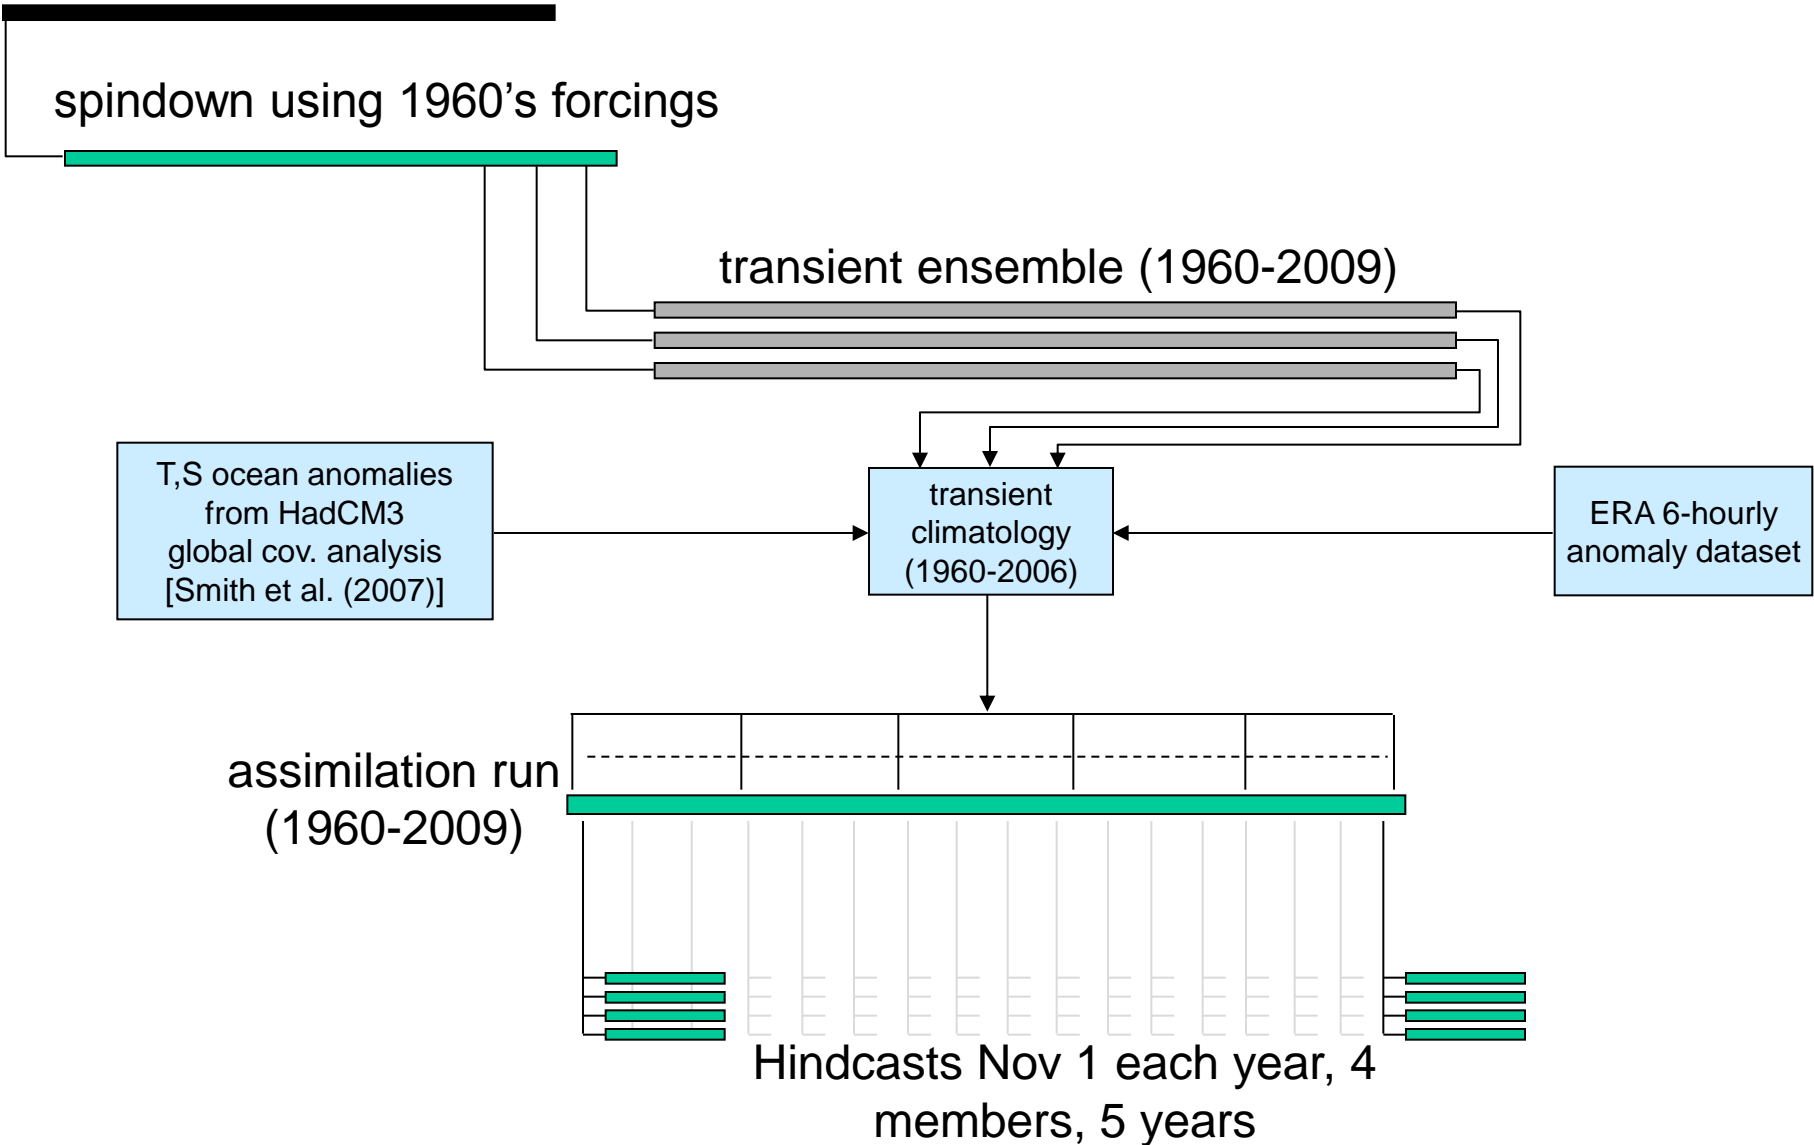 spindown using 1960’s forcings
transient ensemble (1960-2009)
T,S ocean anomalies
from HadCM3
global cov. analysis
[Smith et al. (2007)]
transient
climatology
(1960-2006)
ERA 6-hourly
anomaly dataset
assimilation run
(1960-2009)
Hindcasts Nov 1 each year, 4
members, 5 years